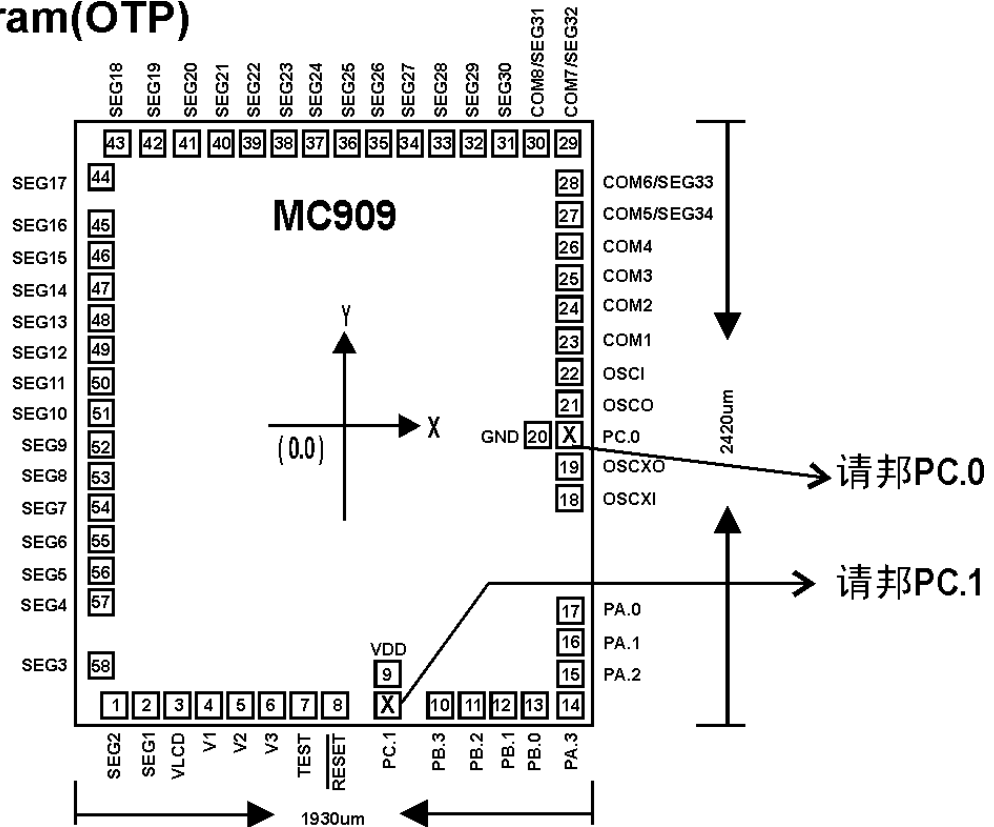 ram(OTP)
SEG18 SEG19 SEG20 SEG21 SEG22 SEG23 SEG24 SEG25 SEG26 SEG27 SEG28 SEG29 SEG30 COM8/SEG31 COM7/SEG32
43 42 41 40 39 38 37 36 35 34 33 32 31 30 29
SEG17 44 28 COM6/SEG33
MC909
SEG16 45 27 COM5/SEG34
SEG15 46 26 COM4
SEG14 47 25 COM3
SEG13 48 24 COM2
Y
SEG12 49 23 COM1
SEG11 50 22 OSCI
SEG10 51 21 OSCO
X
(0.0)
2420um
SEG9 52 GND 20 X PC.0
SEG8 53 19 OSCXO
请邦PC.0
SEG7 54 18 OSCXI
SEG6 55
SEG5 56
请邦PC.1
SEG4 57 17 PA.0
16 PA.1
VDD
SEG3 58 9 15 PA.2
1 2 3 4 5 6 7 8 X 10 11 12 13 14
SEG2 SEG1 VLCD V1 V2 V3 TEST RESET PC.1 PB.3 PB.2 PB.1 PB.0 PA.3
1930um